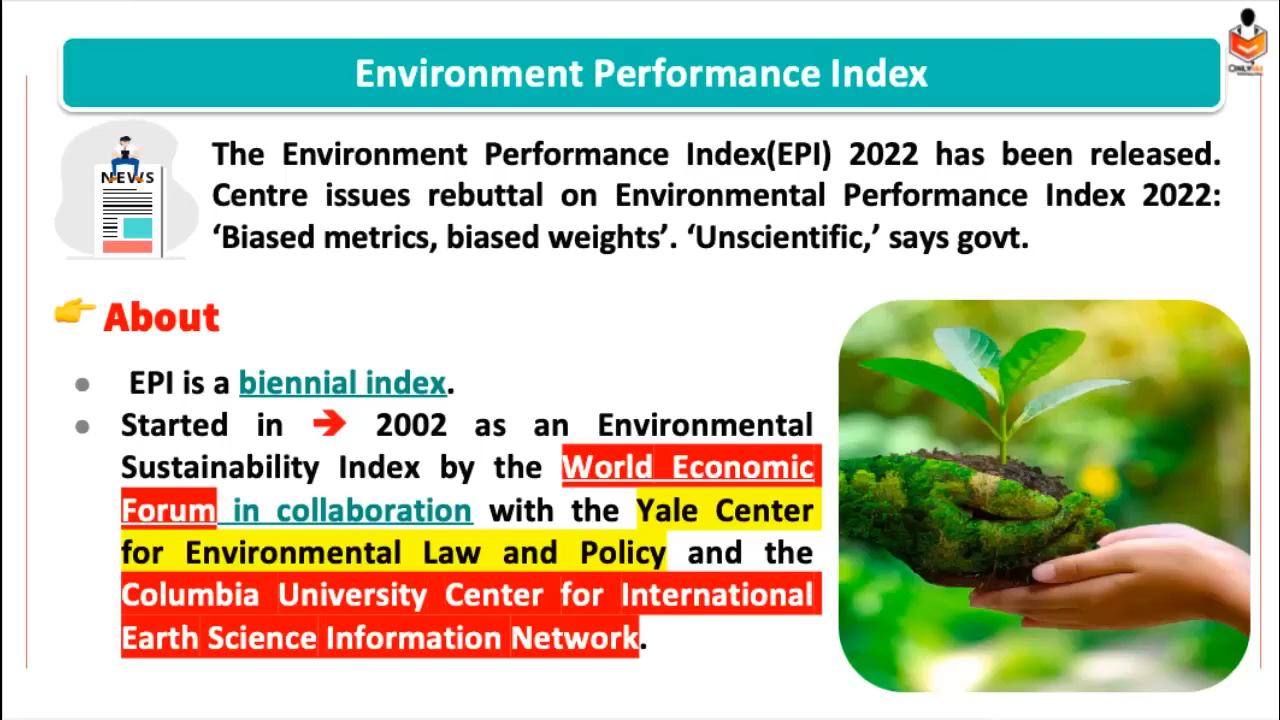 Environment Performance Index
NEWS
The Environment Performance Index(EPI) 2022 has been released.
Centre issues rebuttal on Environmental Performance Index 2022:
‘Biased metrics, biased weights’. ‘Unscientific,’ says govt.
About
EPI is a biennial index.
Started in ➔ 2002 as an Environmental
Sustainability Index by the World Economic
Forum in collaboration with the Yale Center
for Environmental Law and Policy and the
Columbia University Center for International
Earth Science Information Network.